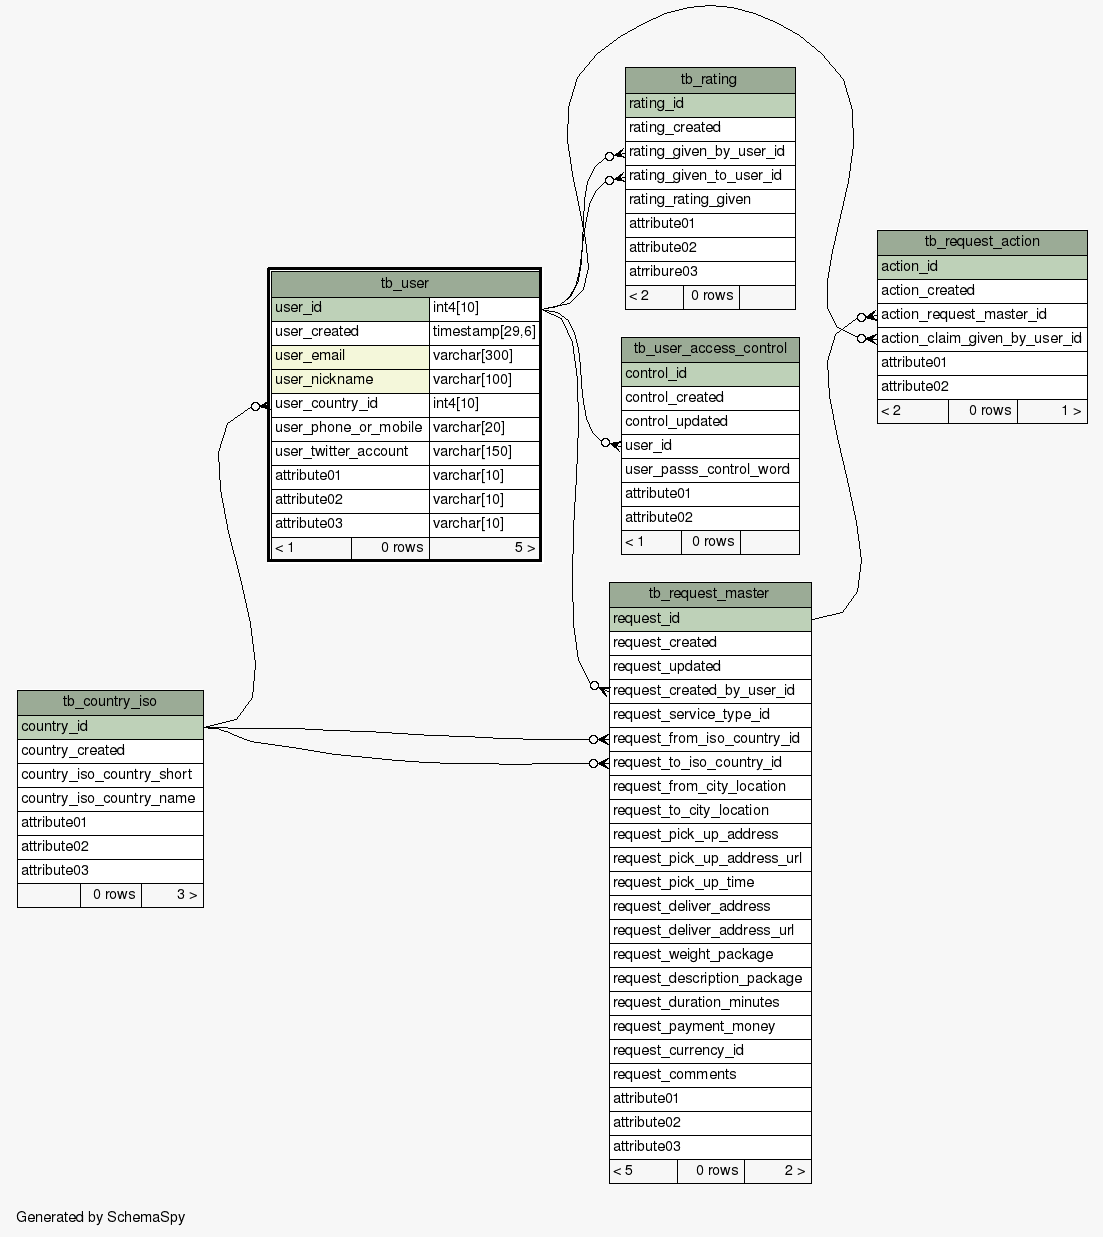 tb_rating
rating_id
rating_created
rating_given_by_user_id
rating_given_to_user_id
rating_rating_given
attribute01
attribute02
atrribure03
< 2 0 rows
tb_request_action
action_id
action_created
action_request_master_id
action_claim_given_by_user_id
attribute01
attribute02
< 2 0 rows 1 >
tb_user
user_id int4[10]
user_created timestamp[29,6]
user_email varchar[300]
user_nickname varchar[100]
user_country_id int4[10]
user_phone_or_mobile varchar[20]
user_twitter_account varchar[150]
attribute01 varchar[10]
attribute02 varchar[10]
attribute03 varchar[10]
< 1 0 rows 5 >
tb_user_access_control
control_id
control_created
control_updated
user_id
user_passs_control_word
attribute01
attribute02
< 1 0 rows
tb_request_master
request_id
request_created
request_updated
request_created_by_user_id
request_service_type_id
request_from_iso_country_id
request_to_iso_country_id
request_from_city_location
request_to_city_location
request_pick_up_address
request_pick_up_address_url
request_pick_up_time
request_deliver_address
request_deliver_address_url
request_weight_package
request_description_package
request_duration_minutes
request_payment_money
request_currency_id
request_comments
attribute01
attribute02
attribute03
< 5 0 rows 2 >
tb_country_iso
country_id
country_created
country_iso_country_short
country_iso_country_name
attribute01
attribute02
attribute03
0 rows 3 >
Generated by SchemaSpy